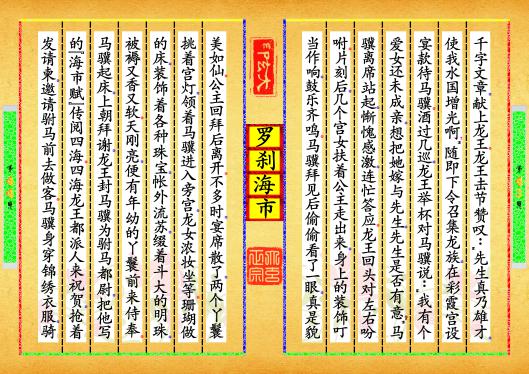 千字文章献上龙王龙王击节赞叹：先生真乃雄才
使我水国增光啊。随即下令召集龙族在彩霞宫设
宴款待马骥酒过几巡龙王举杯对马骥说：我有个
爱女还未成亲想把她嫁与先生先生是否有意，马
骥离席站起惭愧感激连忙答应龙王回头对左右吩
咐片刻后几个宫女扶着公主走出来身上的装饰叮
当作响鼓乐齐鸣马骥拜见后偷偷看了一眼真是貌
罗刹海市
美如仙公主回拜后离开不多时宴席散了两个丫鬟
挑着宫灯领着马骥进入旁宫龙女浓妆坐等珊瑚做
的床装饰着各种珠宝帐外流苏缀着斗大的明珠
被褥又香又软天刚亮便有年幼的丫鬟前来侍奉
马骥起床上朝拜谢龙王封马骥为驸马都尉把他写
的海市赋传阅四海四海龙王都派人来祝贺抢着
发请柬邀请驸马前去做客马骥身穿锦绣衣服骑